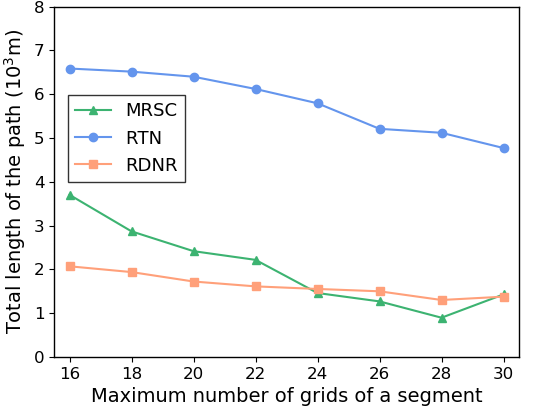 Total length of the path (10³m)
8
7
6
5
4
3
2
1
0
MRSC
RTN
RDNR
16 18 20 22 24 26 28 30
Maximum number of grids of a segment